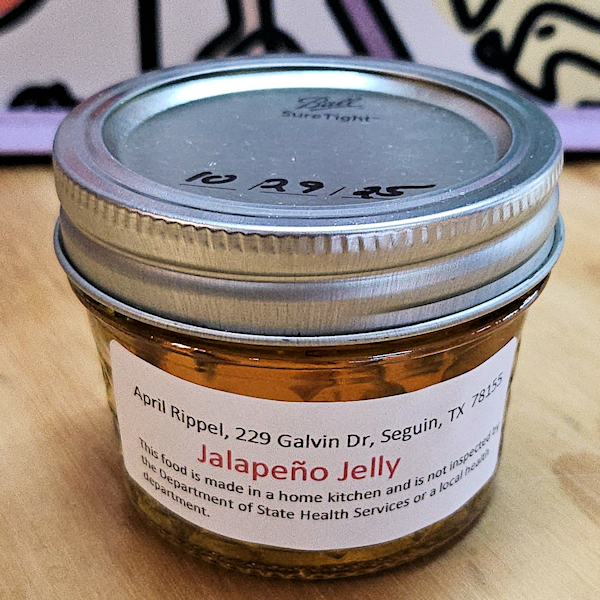 Ball
SureTight™
10/29/25
April Rippel, 229 Galvin Dr, Seguin, TX 78155
Jalapeño Jelly
This food is made in a home kitchen and is not inspected by
the Department of State Health Services or a local health
department.